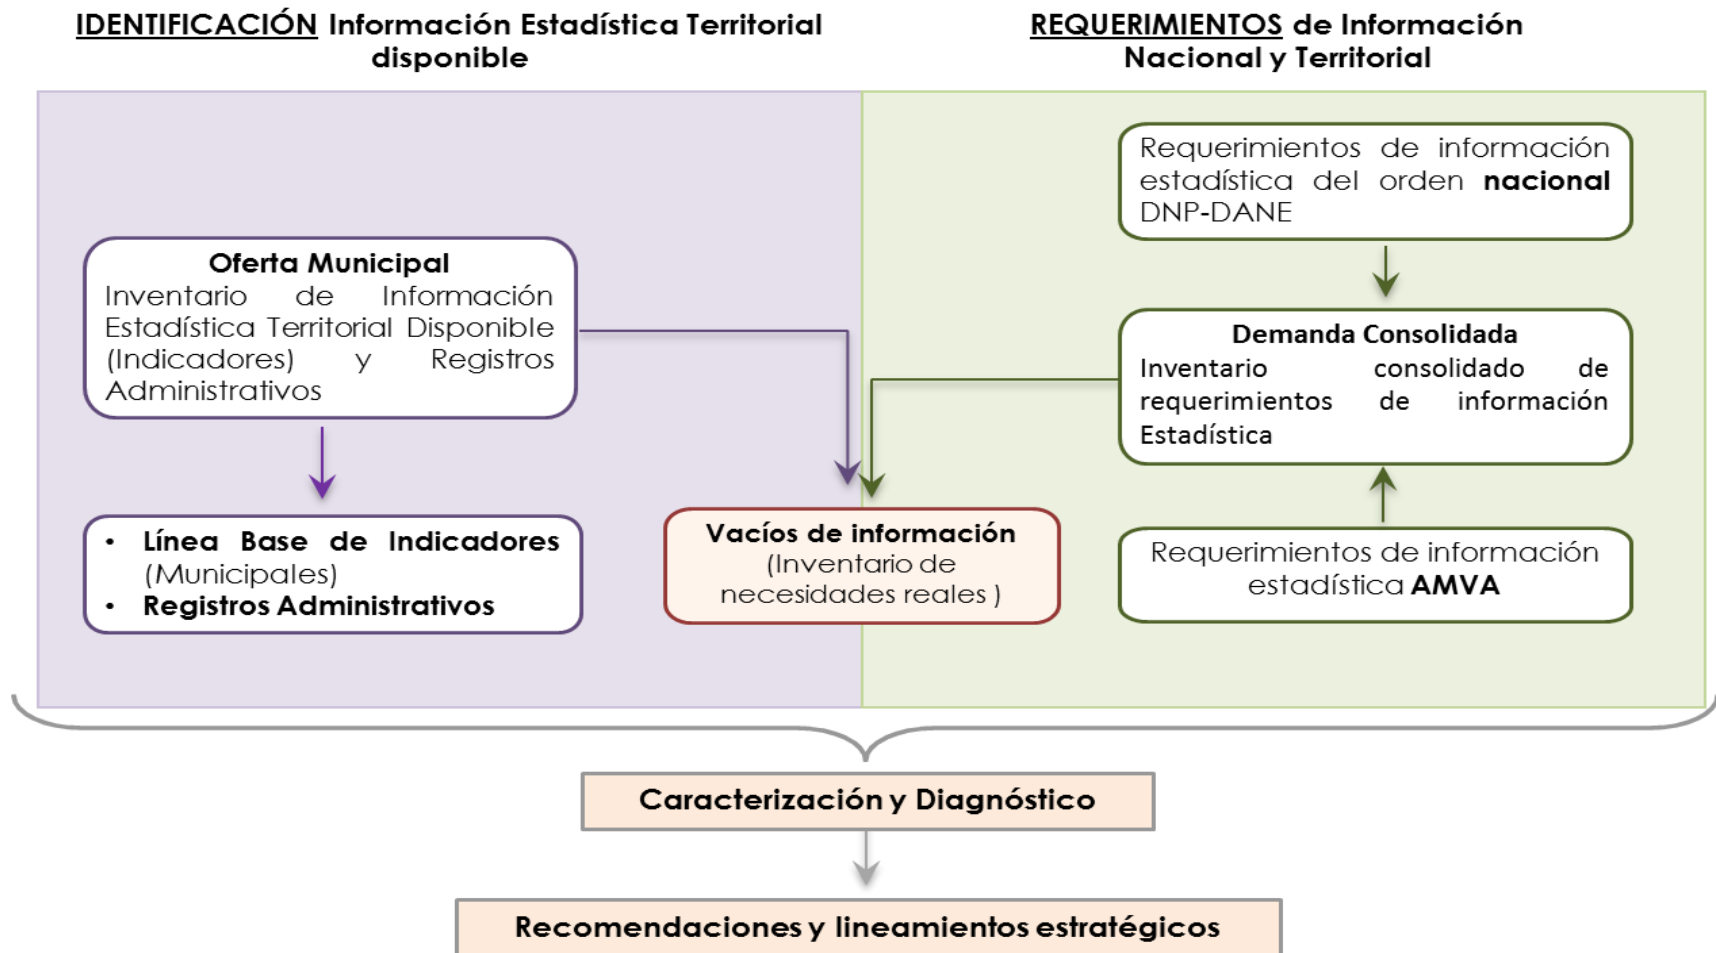 IDENTIFICACIÓN Información Estadística Territorial
disponible
REQUERIMIENTOS de Información
Nacional y Territorial
Requerimientos de información
estadística del orden nacional
DNP-DANE
Oferta Municipal
Inventario de Información
Estadística Territorial Disponible
(Indicadores) y Registros
Administrativos
Demanda Consolidada
Inventario consolidado de
requerimientos de información
Estadística
• Línea Base de Indicadores
(Municipales)
• Registros Administrativos
Vacíos de información
(Inventario de
necesidades reales )
Requerimientos de información
estadística AMVA
Caracterización y Diagnóstico
Recomendaciones y lineamientos estratégicos